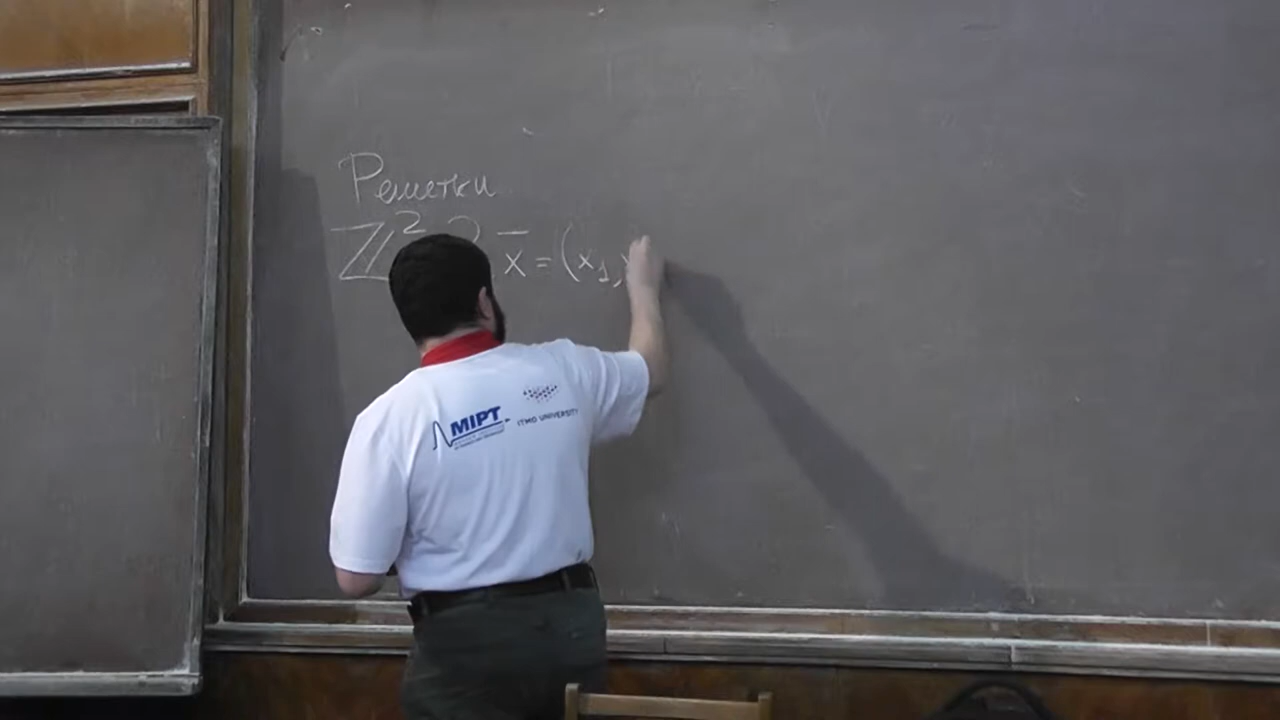 Решетки
ℤ² x̄ = (x₁,
MIPT
ITMO UNIVERSITY